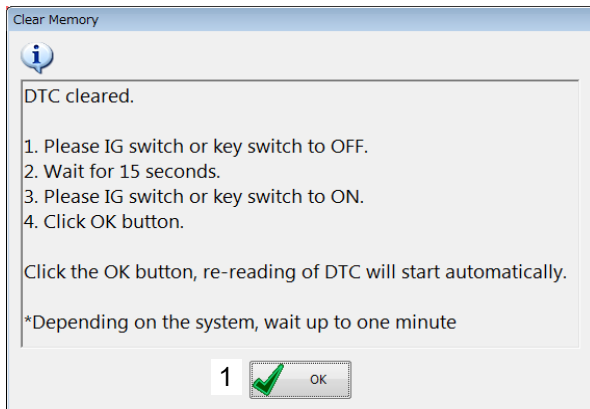 Clear Memory
DTC cleared.
1. Please IG switch or key switch to OFF.
2. Wait for 15 seconds.
3. Please IG switch or key switch to ON.
4. Click OK button.
Click the OK button, re-reading of DTC will start automatically.
*Depending on the system, wait up to one minute
1 OK